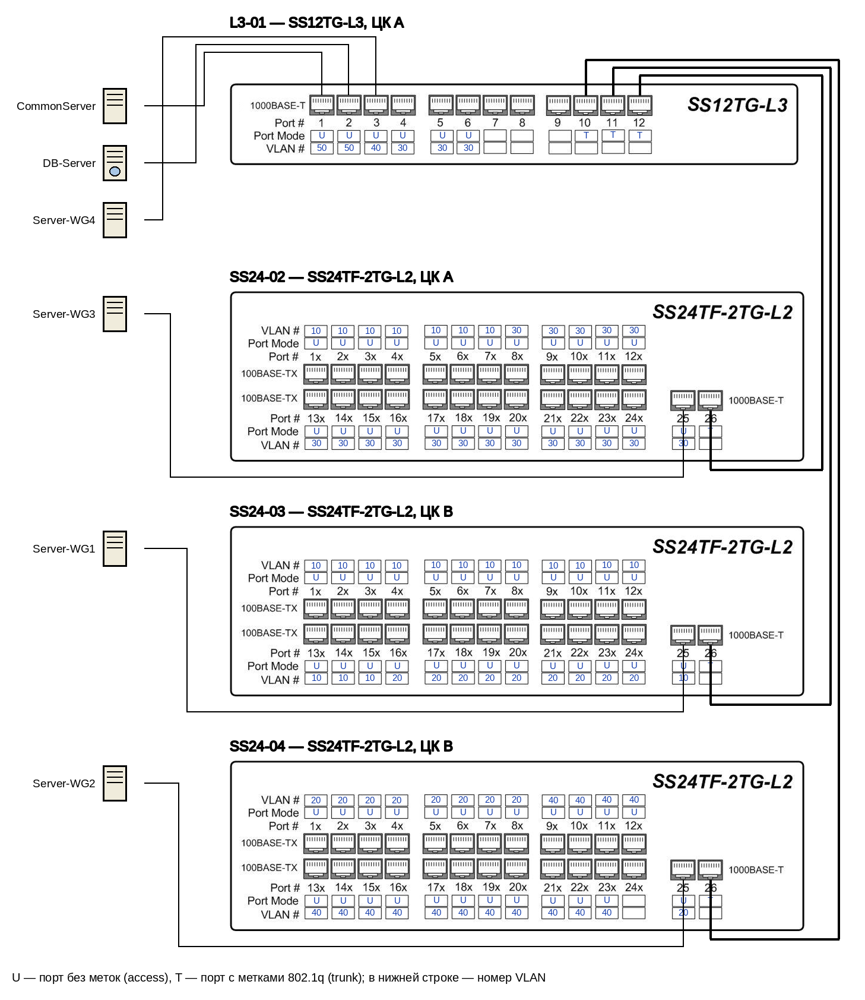 L3-01 — SS12TG-L3, ЦК А
CommonServer
DB-Server
Server-WG4
SS12TG-L3
1000BASE-T
Port # 1 2 3 4 5 6 7 8 9 10 11 12
Port Mode U U U U U U T T T
VLAN # 50 50 40 30 30 30
SS24-02 — SS24TF-2TG-L2, ЦК А
Server-WG3
SS24TF-2TG-L2
VLAN # 10 10 10 10 10 10 10 30 30 30 30 30
Port Mode U U U U U U U U U U U U
Port # 1x 2x 3x 4x 5x 6x 7x 8x 9x 10x 11x 12x
100BASE-TX
100BASE-TX 1000BASE-T
Port # 13x 14x 15x 16x 17x 18x 19x 20x 21x 22x 23x 24x 25 26
Port Mode U U U U U U U U U U U U U T
VLAN # 30 30 30 30 30 30 30 30 30 30 30 30 30
SS24-03 — SS24TF-2TG-L2, ЦК В
Server-WG1
SS24TF-2TG-L2
VLAN # 10 10 10 10 10 10 10 10 10 10 10 10
Port Mode U U U U U U U U U U U U
Port # 1x 2x 3x 4x 5x 6x 7x 8x 9x 10x 11x 12x
100BASE-TX
100BASE-TX 1000BASE-T
Port # 13x 14x 15x 16x 17x 18x 19x 20x 21x 22x 23x 24x 25 26
Port Mode U U U U U U U U U U U U U T
VLAN # 10 10 10 20 20 20 20 20 20 20 20 20 10
SS24-04 — SS24TF-2TG-L2, ЦК В
Server-WG2
SS24TF-2TG-L2
VLAN # 20 20 20 20 20 20 20 20 40 40 40 40
Port Mode U U U U U U U U U U U U
Port # 1x 2x 3x 4x 5x 6x 7x 8x 9x 10x 11x 12x
100BASE-TX
100BASE-TX 1000BASE-T
Port # 13x 14x 15x 16x 17x 18x 19x 20x 21x 22x 23x 24x 25 26
Port Mode U U U U U U U U U U U U T
VLAN # 40 40 40 40 40 40 40 40 40 40 40 20
U — порт без меток (access), T — порт с метками 802.1q (trunk); в нижней строке — номер VLAN